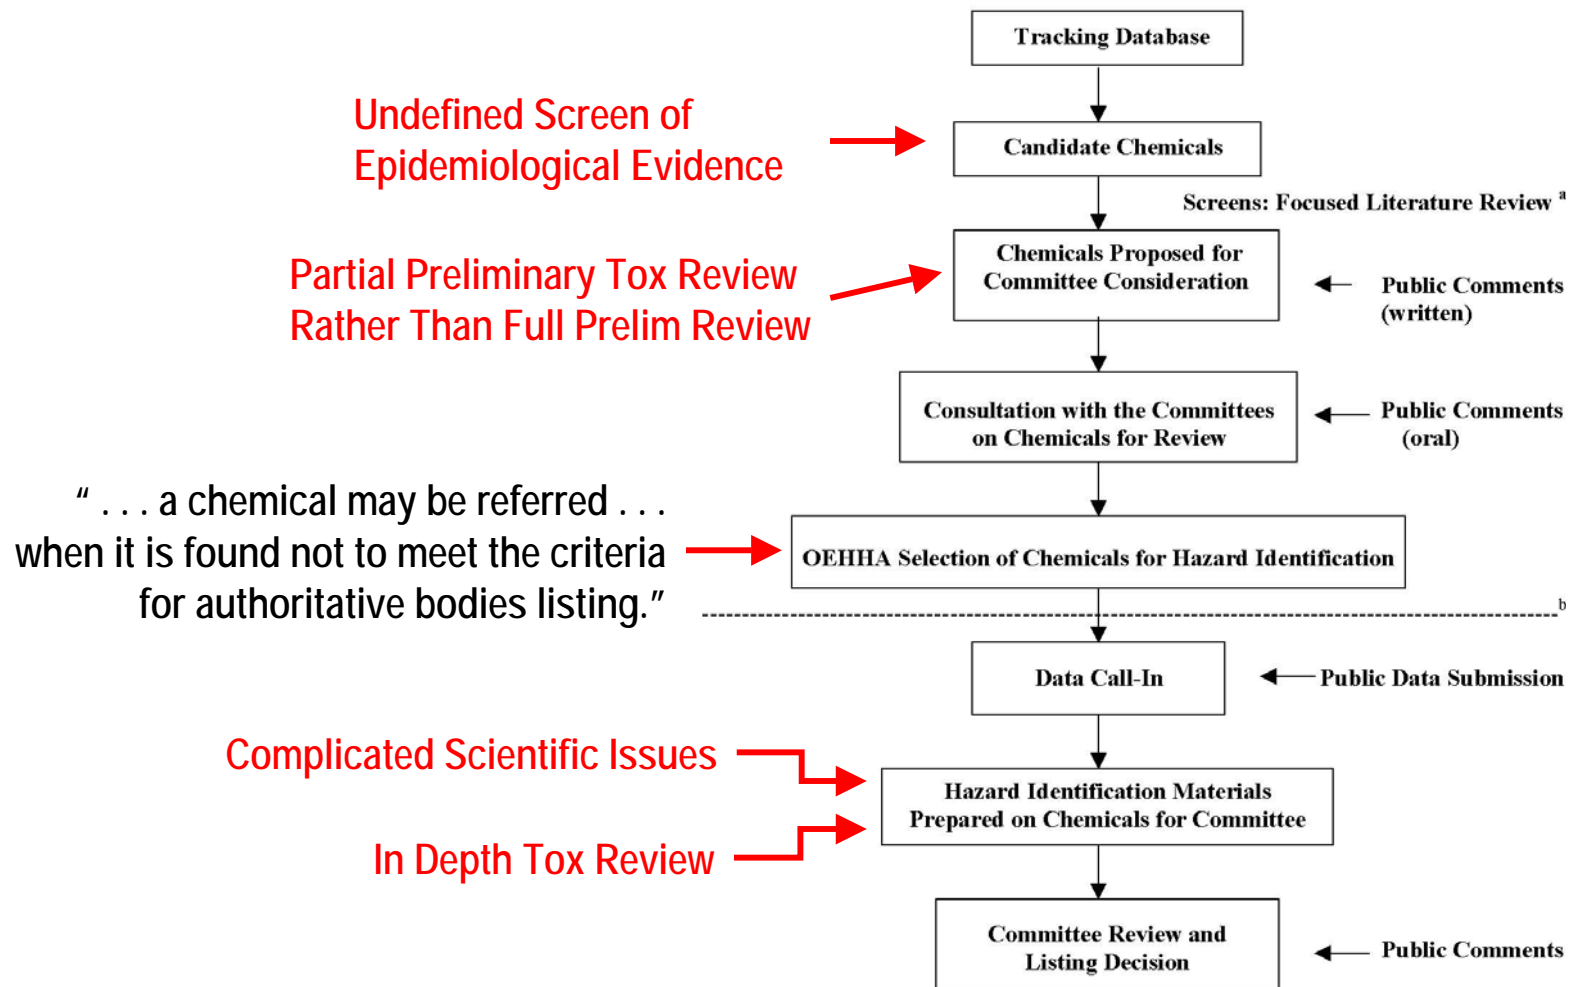 Tracking Database
Undefined Screen of
Epidemiological Evidence
Candidate Chemicals
Screens: Focused Literature Review a
Partial Preliminary Tox Review
Rather Than Full Prelim Review
Chemicals Proposed for
Committee Consideration
Public Comments
(written)
Consultation with the Committees
on Chemicals for Review
Public Comments
(oral)
" . . . a chemical may be referred . . .
when it is found not to meet the criteria
for authoritative bodies listing."
OEHHA Selection of Chemicals for Hazard Identification
b
Data Call-In
Public Data Submission
Complicated Scientific Issues
In Depth Tox Review
Hazard Identification Materials
Prepared on Chemicals for Committee
Committee Review and
Listing Decision
Public Comments